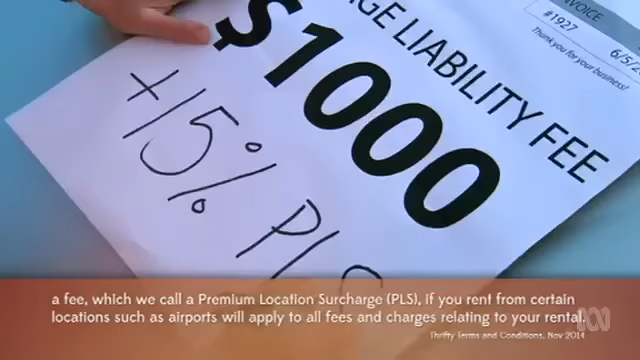 INVOICE
#1927
6/5/2
Thank you for your business!
GE LIABILITY FEE
$1000
+15% PLS
a fee, which we call a Premium Location Surcharge (PLS), if you rent from certain
locations such as airports will apply to all fees and charges relating to your rental.
Thrifty Terms and Conditions, Nov 2014